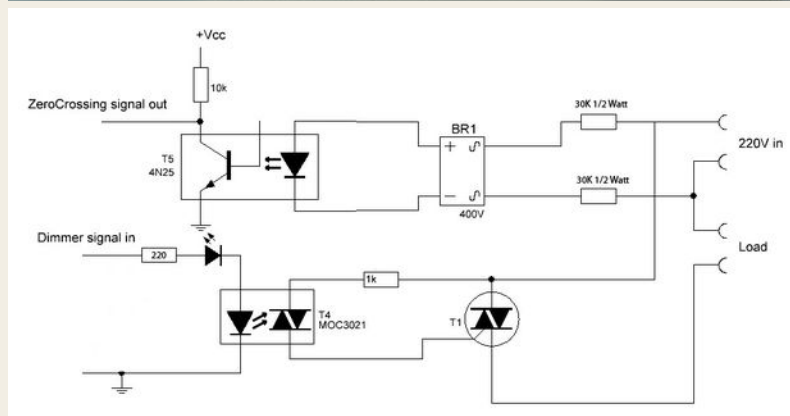 +Vcc
10k
ZeroCrossing signal out
30K 1/2 Watt
BR1
220V in
T5
4N25
+
-
30K 1/2 Watt
400V
Dimmer signal in
Load
220
1k
T4
MOC3021
T1